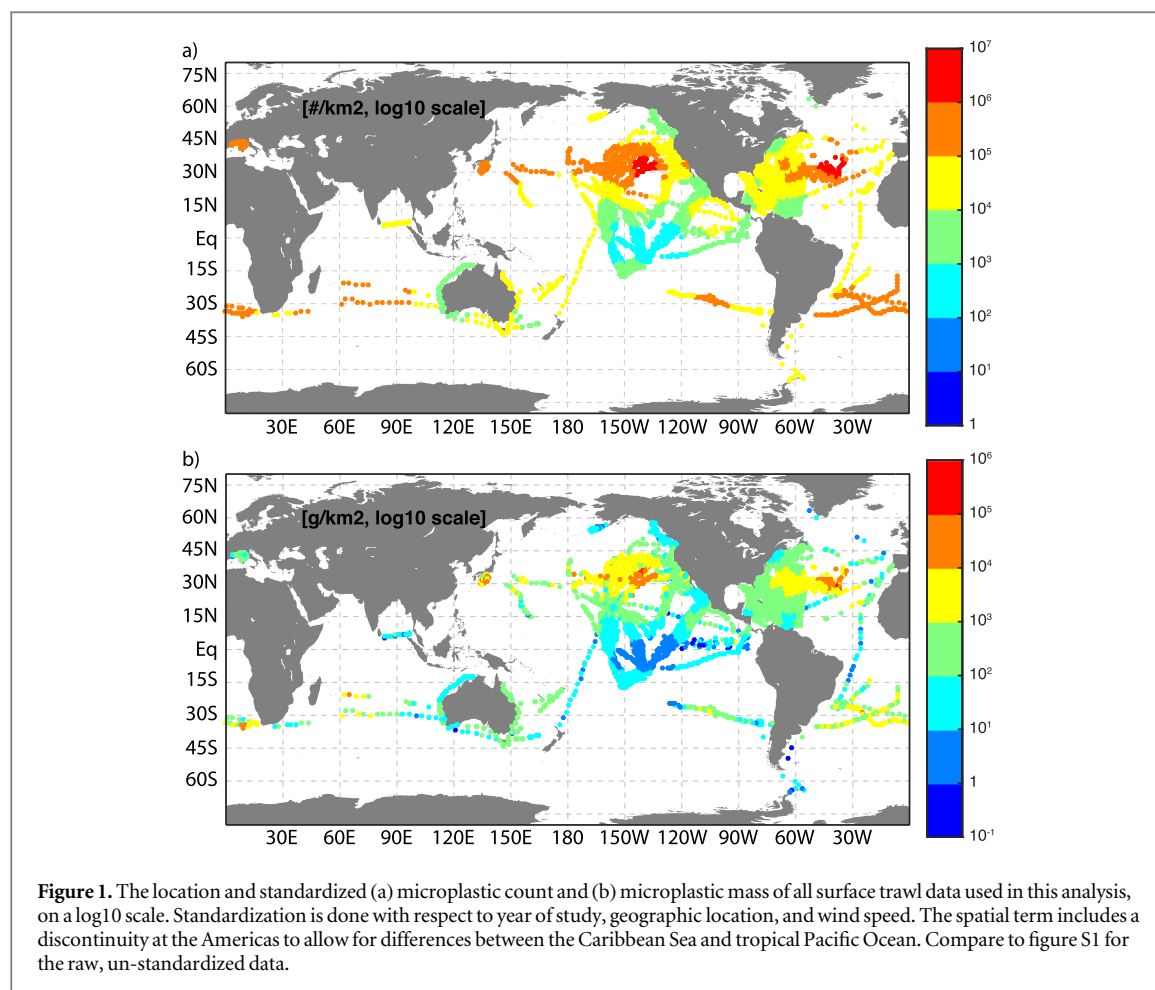 a)
[#/km2, log10 scale]
75N
60N
45N
30N
15N
Eq
15S
30S
45S
60S
30E 60E 90E 120E 150E 180 150W 120W 90W 60W 30W
10⁷
10⁶
10⁵
10⁴
10³
10²
10¹
1
b)
[g/km2, log10 scale]
75N
60N
45N
30N
15N
Eq
15S
30S
45S
60S
30E 60E 90E 120E 150E 180 150W 120W 90W 60W 30W
10⁶
10⁵
10⁴
10³
10²
10¹
1
10⁻¹
Figure 1. The location and standardized (a) microplastic count and (b) microplastic mass of all surface trawl data used in this analysis,
on a log10 scale. Standardization is done with respect to year of study, geographic location, and wind speed. The spatial term includes a
discontinuity at the Americas to allow for differences between the Caribbean Sea and tropical Pacific Ocean. Compare to figure S1 for
the raw, un-standardized data.